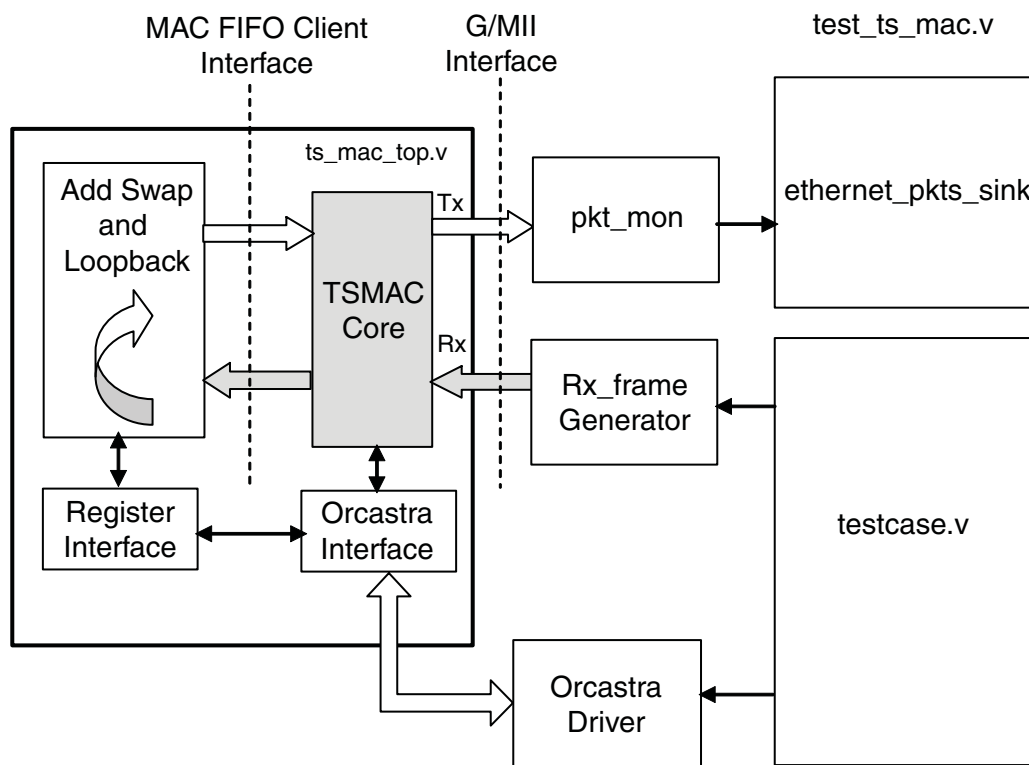 MAC FIFO Client
Interface
G/MII
Interface
test_ts_mac.v
ts_mac_top.v
Add Swap
and
Loopback
Tx
TSMAC
Core
Rx
pkt_mon
ethernet_pkts_sink
Rx_frame
Generator
Register
Interface
Orcastra
Interface
testcase.v
Orcastra
Driver